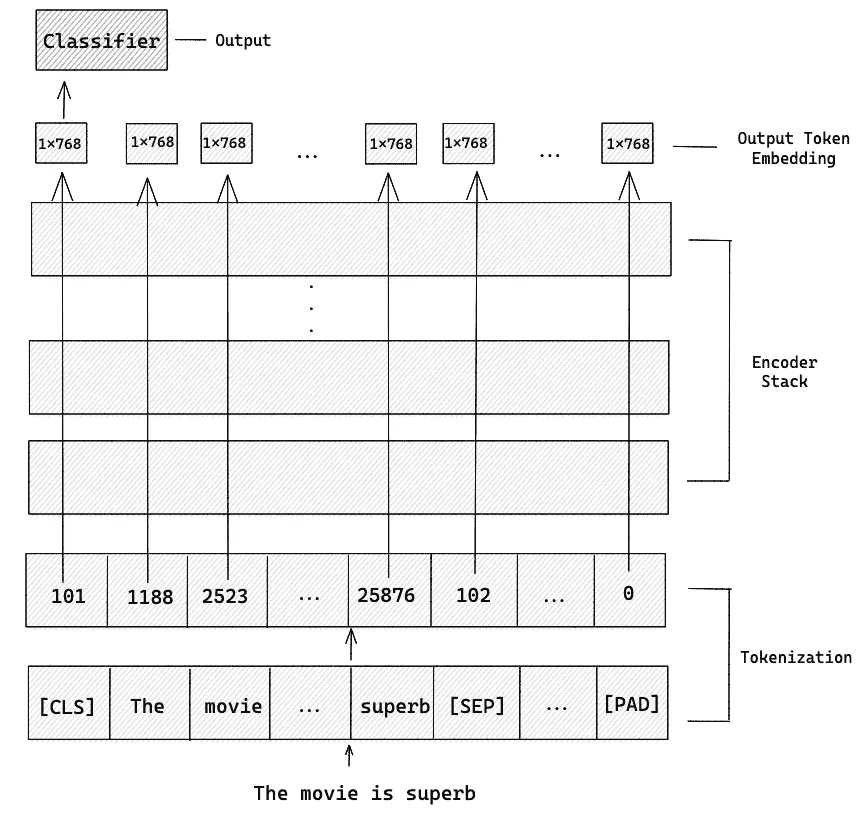 Classifier
Output
1×768 1×768 1×768 ... 1×768 1×768 ... 1×768
Output Token
Embedding
Encoder
Stack
101 1188 2523 ... 25876 102 ... 0
Tokenization
[CLS] The movie ... superb [SEP] ... [PAD]
The movie is superb